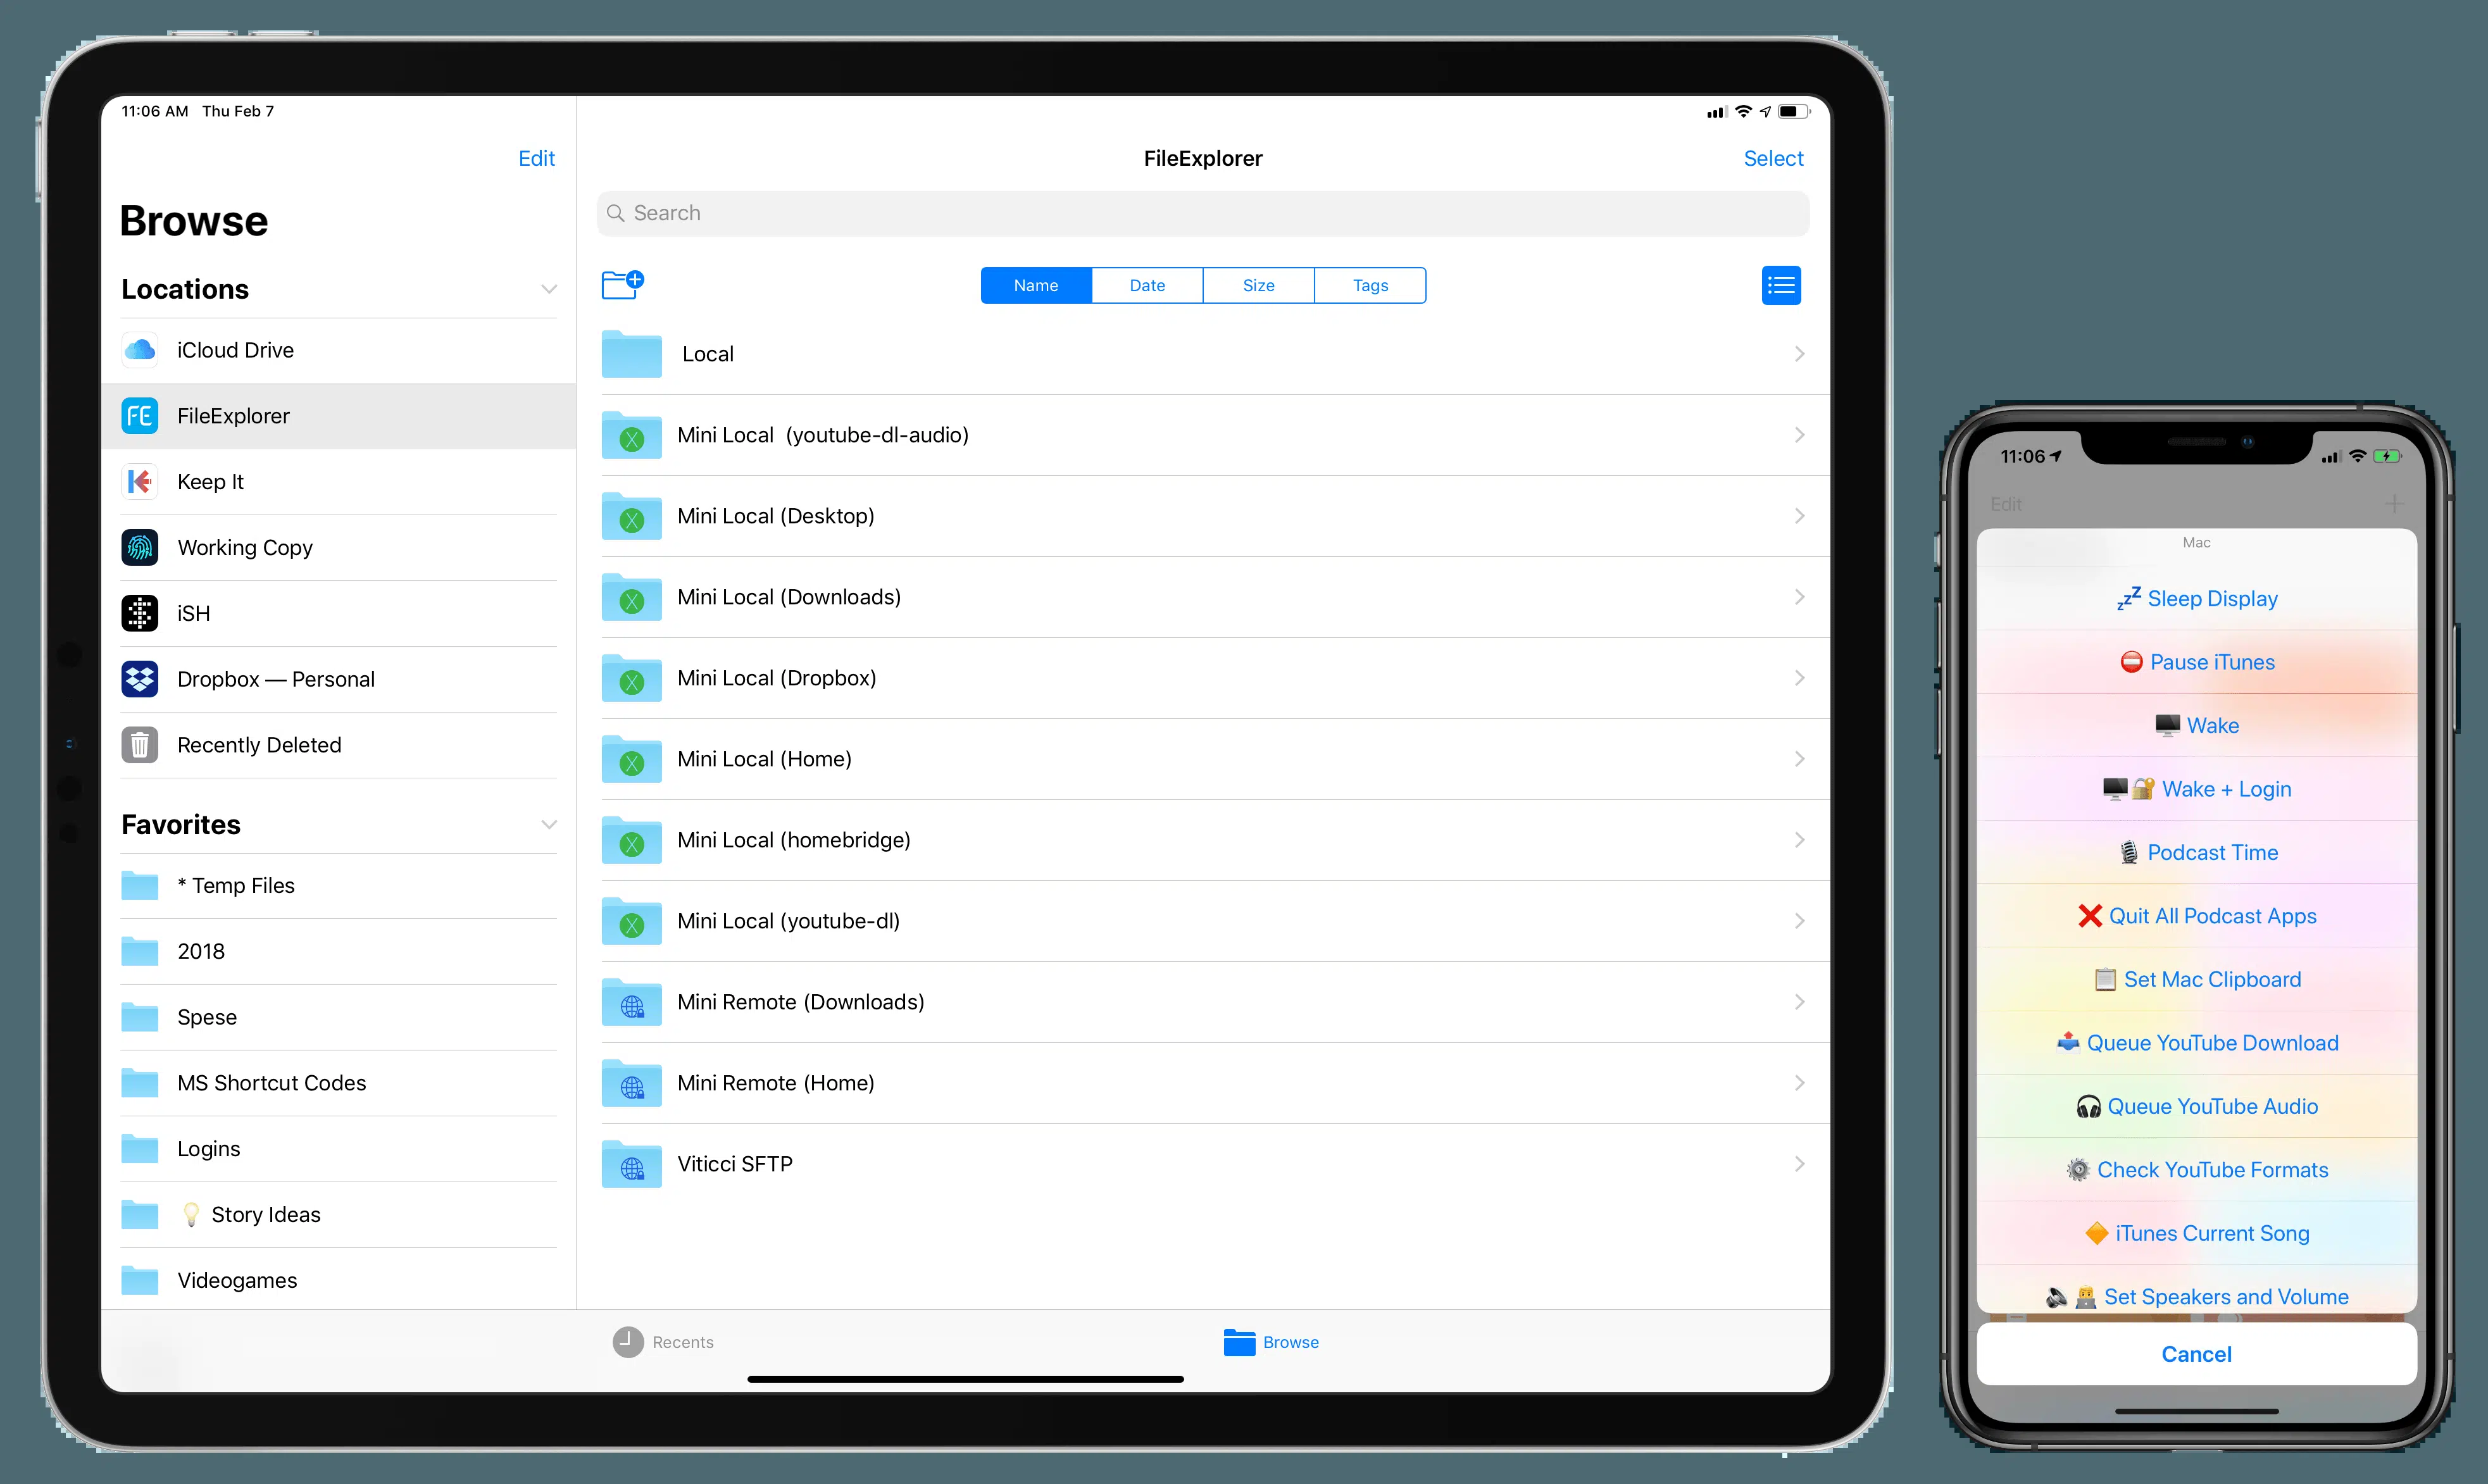 11:06 AM Thu Feb 7
Edit
Browse
Locations
iCloud Drive
FE
FileExplorer
Keep It
Working Copy
iSH
Dropbox — Personal
Recently Deleted
Favorites
* Temp Files
2018
Spese
MS Shortcut Codes
Logins
💡 Story Ideas
Videogames
FileExplorer
Select
Search
Name Date Size Tags
Local
Mini Local (youtube-dl-audio)
Mini Local (Desktop)
Mini Local (Downloads)
Mini Local (Dropbox)
Mini Local (Home)
Mini Local (homebridge)
Mini Local (youtube-dl)
Mini Remote (Downloads)
Mini Remote (Home)
Viticci SFTP
Recents Browse
11:06
Edit
Mac
💤 Sleep Display
⛔ Pause iTunes
🖥 Wake
🖥🔐 Wake + Login
🎙 Podcast Time
❌ Quit All Podcast Apps
📋 Set Mac Clipboard
📤 Queue YouTube Download
🎧 Queue YouTube Audio
⚙️ Check YouTube Formats
🔶 iTunes Current Song
🔈👨‍💻 Set Speakers and Volume
Cancel